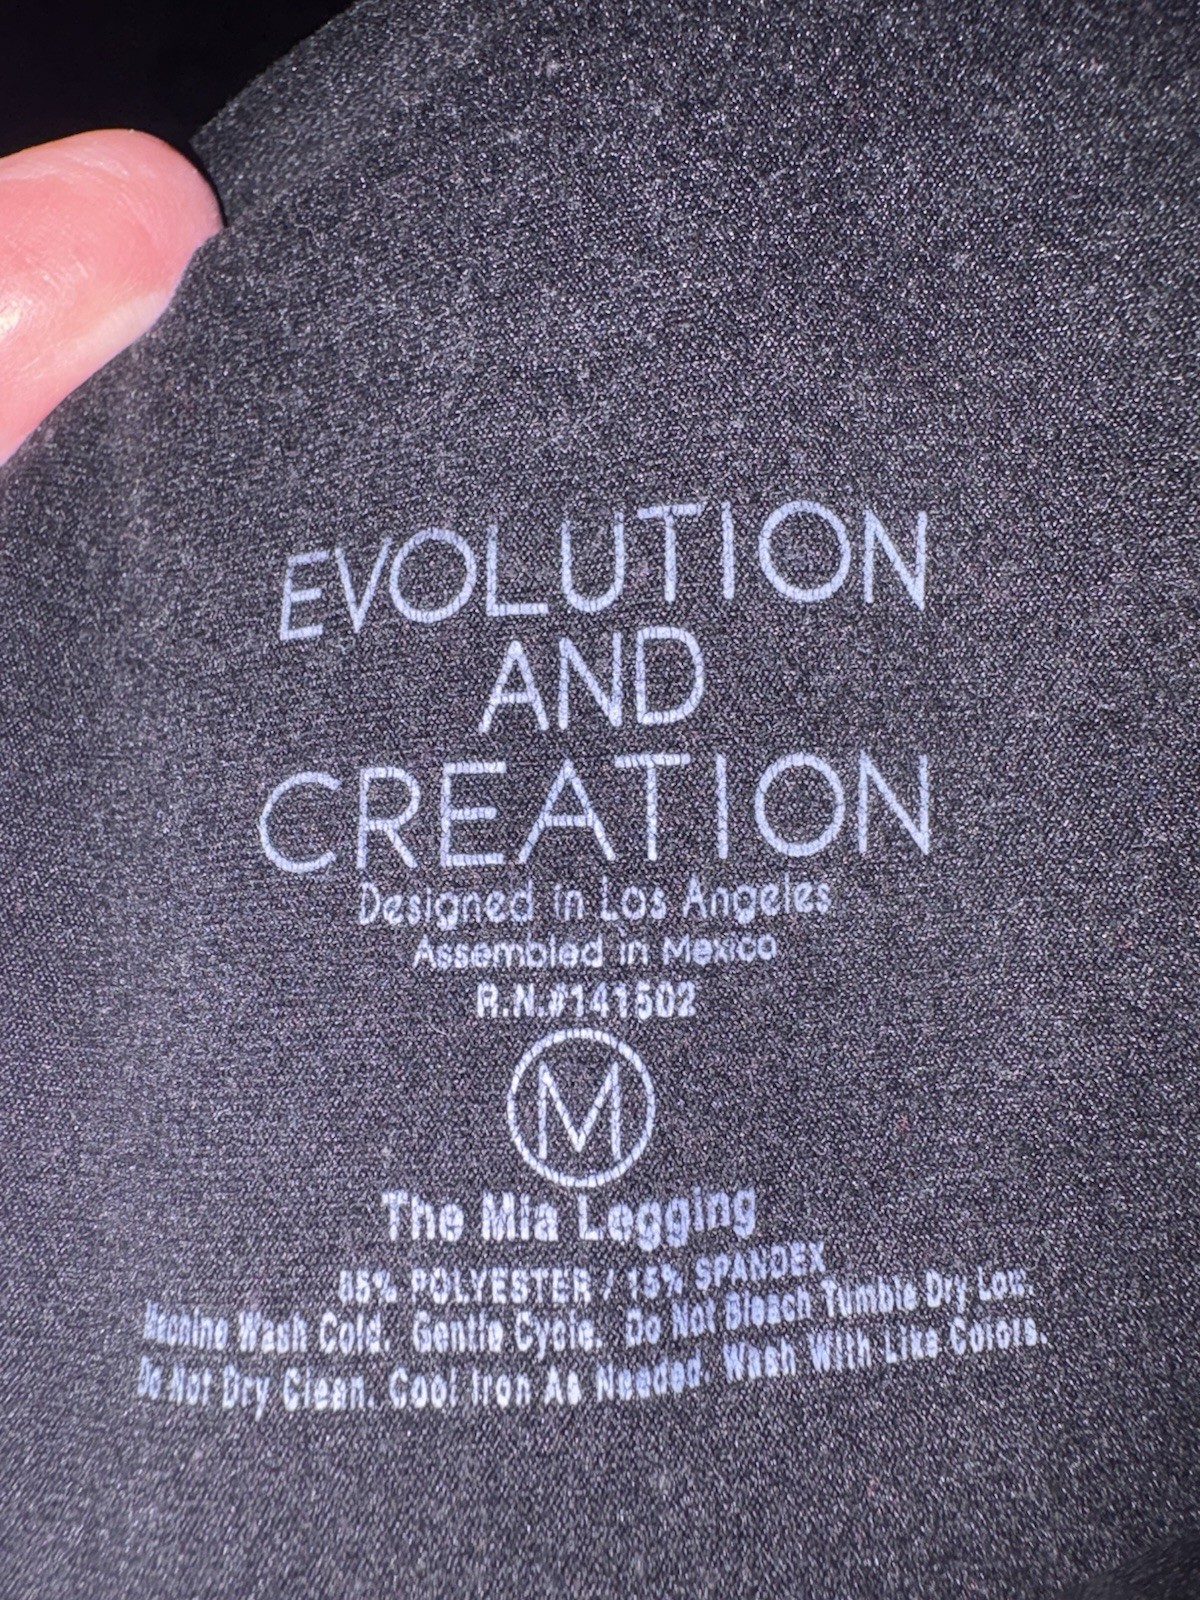 EVOLUTION
AND
CREATION
Designed in Los Angeles
Assembled in Mexico
R.N.#141502
M
The Mia Legging
85% POLYESTER / 15% SPANDEX
Machine Wash Cold. Gentle Cycle. Do Not Bleach Tumble Dry Low.
Do Not Dry Clean. Cool Iron As Needed. Wash With Like Colors.